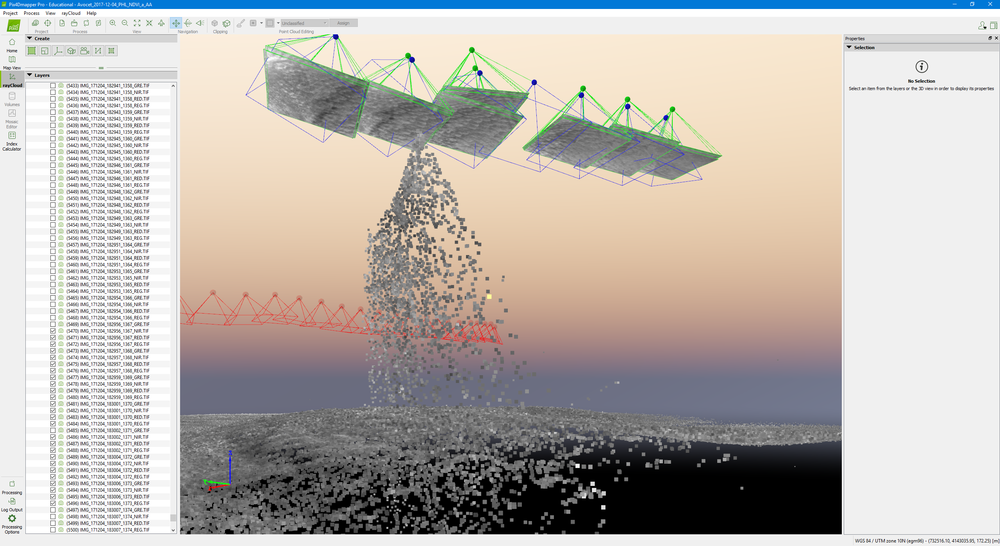 Pix4Dmapper Pro - Educational - Avocet_2017-12-04_PHL_NDVI_a_AA
Project Process View rayCloud Help
PIX4D
Unclassified
Assign
Project
Process
View
Navigation
Clipping
Point Cloud Editing
Home
Map View
rayCloud
Volumes
Mosaic
Editor
Index
Calculator
Processing
Log Output
Processing
Options
Create
Layers
(5433) IMG_171204_182941_1358_GRE.TIF
(5434) IMG_171204_182941_1358_NIR.TIF
(5435) IMG_171204_182941_1358_RED.TIF
(5436) IMG_171204_182941_1358_REG.TIF
(5437) IMG_171204_182943_1359_GRE.TIF
(5438) IMG_171204_182943_1359_NIR.TIF
(5439) IMG_171204_182943_1359_RED.TIF
(5440) IMG_171204_182943_1359_REG.TIF
(5441) IMG_171204_182945_1360_GRE.TIF
(5442) IMG_171204_182945_1360_NIR.TIF
(5443) IMG_171204_182945_1360_RED.TIF
(5444) IMG_171204_182945_1360_REG.TIF
(5445) IMG_171204_182946_1361_GRE.TIF
(5446) IMG_171204_182946_1361_NIR.TIF
(5447) IMG_171204_182946_1361_RED.TIF
(5448) IMG_171204_182946_1361_REG.TIF
(5449) IMG_171204_182948_1362_GRE.TIF
(5450) IMG_171204_182948_1362_NIR.TIF
(5451) IMG_171204_182948_1362_RED.TIF
(5452) IMG_171204_182948_1362_REG.TIF
(5453) IMG_171204_182949_1363_GRE.TIF
(5454) IMG_171204_182949_1363_NIR.TIF
(5455) IMG_171204_182949_1363_RED.TIF
(5456) IMG_171204_182949_1363_REG.TIF
(5457) IMG_171204_182951_1364_GRE.TIF
(5458) IMG_171204_182951_1364_NIR.TIF
(5459) IMG_171204_182951_1364_RED.TIF
(5460) IMG_171204_182951_1364_REG.TIF
(5461) IMG_171204_182953_1365_GRE.TIF
(5462) IMG_171204_182953_1365_NIR.TIF
(5463) IMG_171204_182953_1365_RED.TIF
(5464) IMG_171204_182953_1365_REG.TIF
(5465) IMG_171204_182954_1366_GRE.TIF
(5466) IMG_171204_182954_1366_NIR.TIF
(5467) IMG_171204_182954_1366_RED.TIF
(5468) IMG_171204_182954_1366_REG.TIF
(5469) IMG_171204_182956_1367_GRE.TIF
(5470) IMG_171204_182956_1367_NIR.TIF
(5471) IMG_171204_182956_1367_RED.TIF
(5472) IMG_171204_182956_1367_REG.TIF
(5473) IMG_171204_182957_1368_GRE.TIF
(5474) IMG_171204_182957_1368_NIR.TIF
(5475) IMG_171204_182957_1368_RED.TIF
(5476) IMG_171204_182957_1368_REG.TIF
(5477) IMG_171204_182959_1369_GRE.TIF
(5478) IMG_171204_182959_1369_NIR.TIF
(5479) IMG_171204_182959_1369_RED.TIF
(5480) IMG_171204_182959_1369_REG.TIF
(5481) IMG_171204_183001_1370_GRE.TIF
(5482) IMG_171204_183001_1370_NIR.TIF
(5483) IMG_171204_183001_1370_RED.TIF
(5484) IMG_171204_183001_1370_REG.TIF
(5485) IMG_171204_183002_1371_GRE.TIF
(5486) IMG_171204_183002_1371_NIR.TIF
(5487) IMG_171204_183002_1371_RED.TIF
(5488) IMG_171204_183002_1371_REG.TIF
(5489) IMG_171204_183004_1372_GRE.TIF
(5490) IMG_171204_183004_1372_NIR.TIF
(5491) IMG_171204_183004_1372_RED.TIF
(5492) IMG_171204_183004_1372_REG.TIF
(5493) IMG_171204_183006_1373_GRE.TIF
(5494) IMG_171204_183006_1373_NIR.TIF
(5495) IMG_171204_183006_1373_RED.TIF
(5496) IMG_171204_183006_1373_REG.TIF
(5497) IMG_171204_183007_1374_GRE.TIF
(5498) IMG_171204_183007_1374_NIR.TIF
(5499) IMG_171204_183007_1374_RED.TIF
(5500) IMG_171204_183007_1374_REG.TIF
Z
Y
X
Properties
Selection
No Selection
Select an item from the layers or the 3D view in order to display its properties
WGS 84 / UTM zone 10N (egm96) - (732516.10, 4143035.95, 172.25) [m]